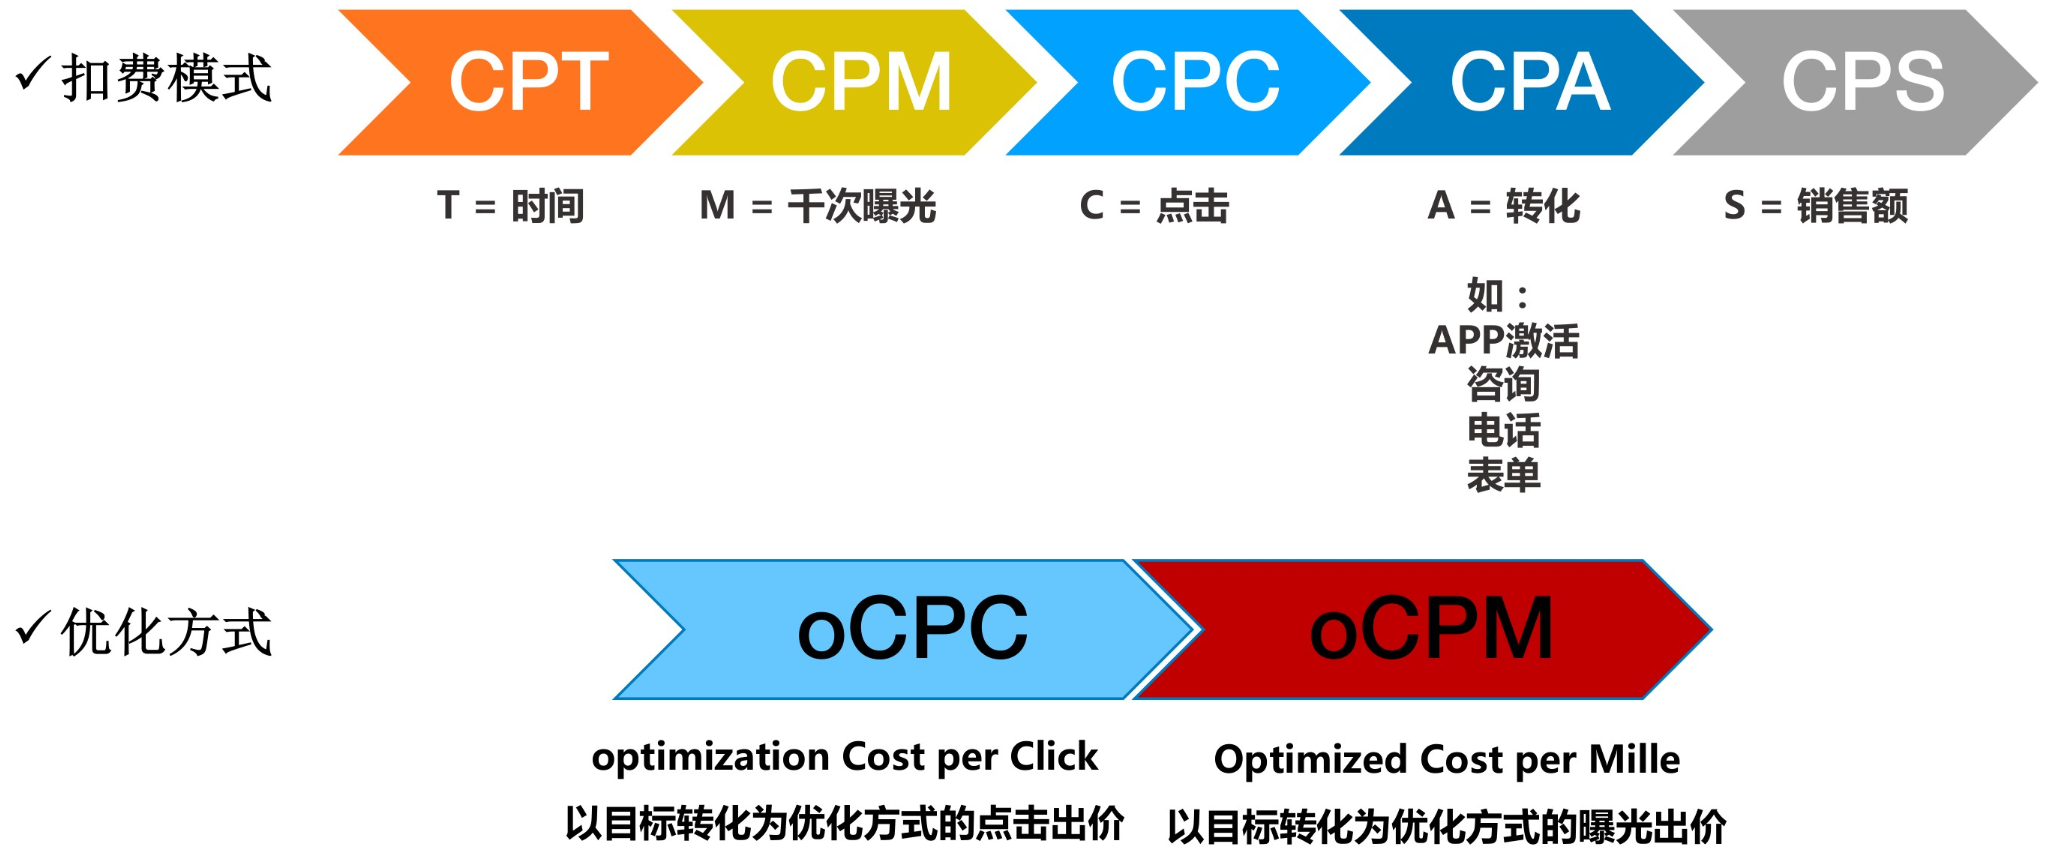 ✓ 扣费模式
CPT
CPM
CPC
CPA
CPS
T = 时间
M = 千次曝光
C = 点击
A = 转化
S = 销售额
如：
APP激活
咨询
电话
表单
✓ 优化方式
oCPC
oCPM
optimization Cost per Click
以目标转化为优化方式的点击出价
Optimized Cost per Mille
以目标转化为优化方式的曝光出价